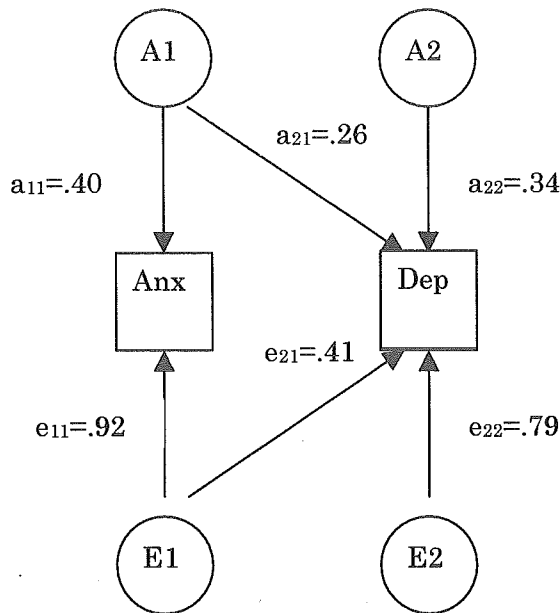 A1 A2
a₂₁=.26
a₁₁=.40 a₂₂=.34
Anx Dep
e₂₁=.41
e₁₁=.92 e₂₂=.79
E1 E2